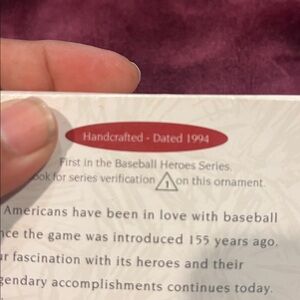 Handcrafted - Dated 1994
First in the Baseball Heroes Series.
ook for series verification 1 on this ornament.
Americans have been in love with baseball
nce the game was introduced 155 years ago.
ur fascination with its heroes and their
gendary accomplishments continues today.